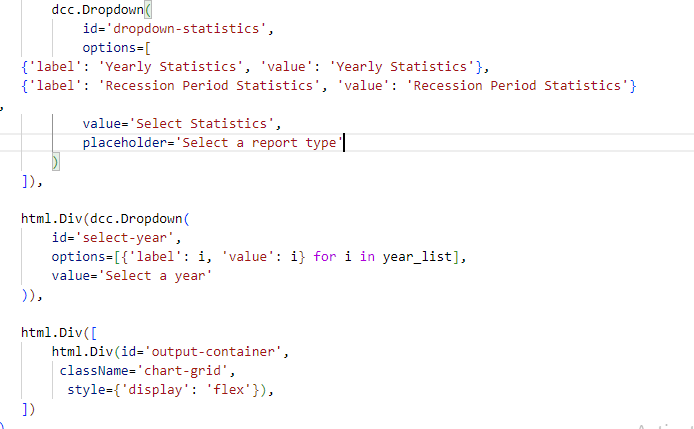 dcc.Dropdown(
id='dropdown-statistics',
options=[
{'label': 'Yearly Statistics', 'value': 'Yearly Statistics'},
{'label': 'Recession Period Statistics', 'value': 'Recession Period Statistics'}
,
value='Select Statistics',
placeholder='Select a report type'
)
]),
html.Div(dcc.Dropdown(
id='select-year',
options=[{'label': i, 'value': i} for i in year_list],
value='Select a year'
)),
html.Div([
html.Div(id='output-container',
className='chart-grid',
style={'display': 'flex'}),
])
)